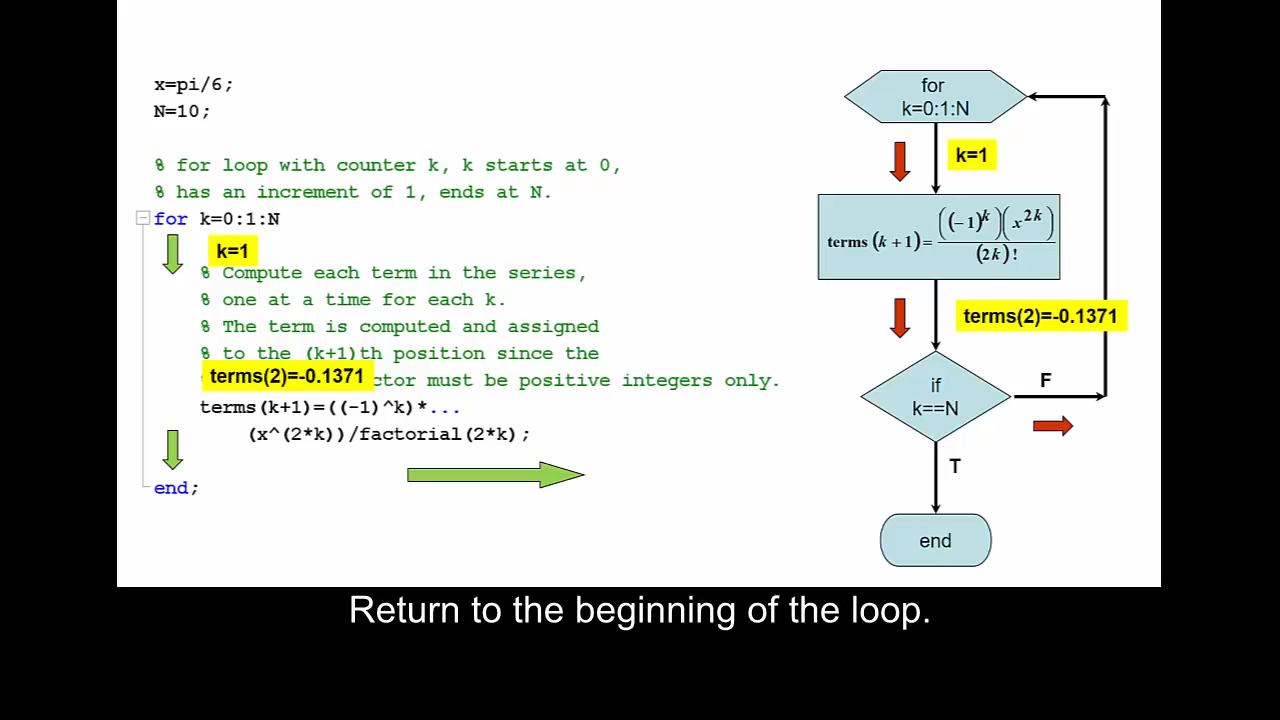 x=pi/6;
N=10;
% for loop with counter k, k starts at 0,
% has an increment of 1, ends at N.
for k=0:1:N
k=1
% Compute each term in the series,
% one at a time for each k.
% The term is computed and assigned
% to the (k+1)th position since the
terms(2)=-0.1371
ctor must be positive integers only.
terms(k+1)=((-1)^k)*...
(x^(2*k))/factorial(2*k);
end;
for
k=0:1:N
k=1
terms (k+1)=((-1)^k)(x^2k)
(2k)!
terms(2)=-0.1371
if
k==N
F
T
end
Return to the beginning of the loop.